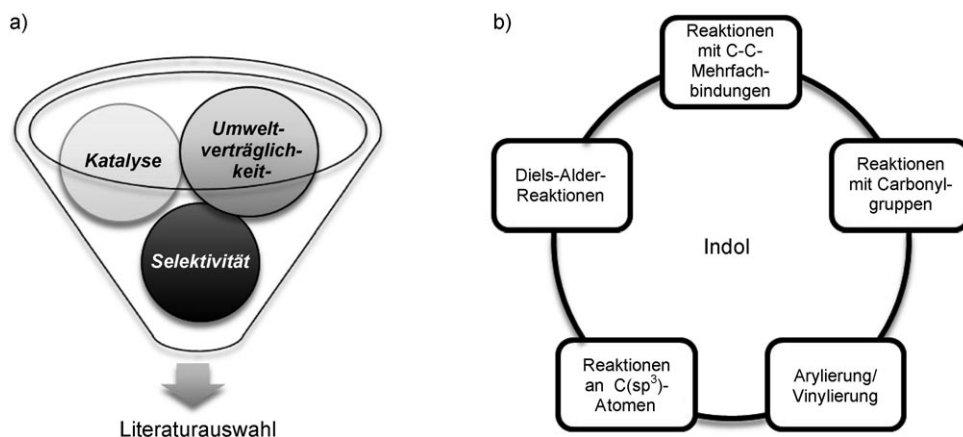 a)
Katalyse
Umwelt-
verträglich-
keit-
Selektivität
Literaturauswahl
b)
Reaktionen
mit C-C-
Mehrfach-
bindungen
Diels-Alder-
Reaktionen
Reaktionen
mit Carbonyl-
gruppen
Indol
Reaktionen
an C(sp³)-
Atomen
Arylierung/
Vinylierung